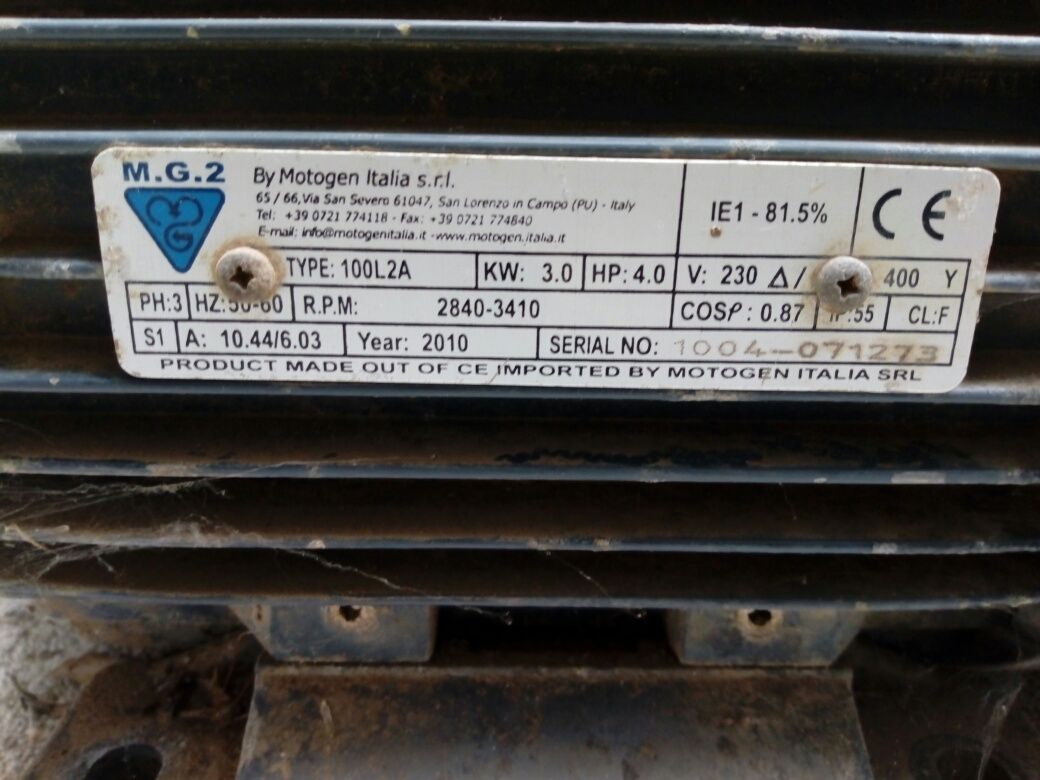 M.G.2
By Motogen Italia s.r.l.
65 / 66, Via San Severo 61047, San Lorenzo in Campo (PU) - Italy
Tel: +39 0721 774118 - Fax: +39 0721 774840
E-mail: info@motogenitalia.it -www.motogen.italia.it
IE1 - 81.5%
CE
TYPE: 100L2A KW: 3.0 HP: 4.0 V: 230 Δ/ 400 Y
PH:3 HZ:50-60 R.P.M: 2840-3410 COSρ: 0.87 IP:55 CL:F
S1 A: 10.44/6.03 Year: 2010 SERIAL NO: 1004-071273
PRODUCT MADE OUT OF CE IMPORTED BY MOTOGEN ITALIA SRL